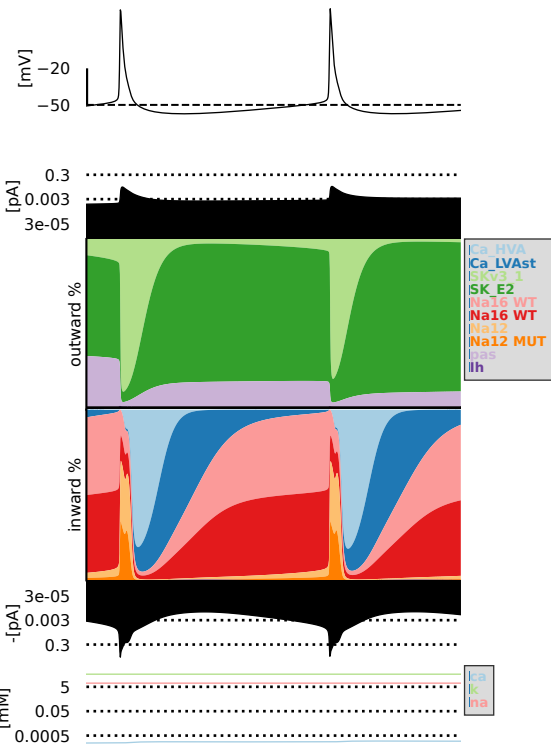 [mV]
−20
−50
[pA]
0.3
0.003
3e-05
outward %
Ca_HVA
Ca_LVAst
SKv3_1
SK_E2
Na16 WT
Na16 WT
Na12
Na12 MUT
pas
Ih
inward %
-[pA]
3e-05
0.003
0.3
[mM]
5
0.05
0.0005
ca
k
na